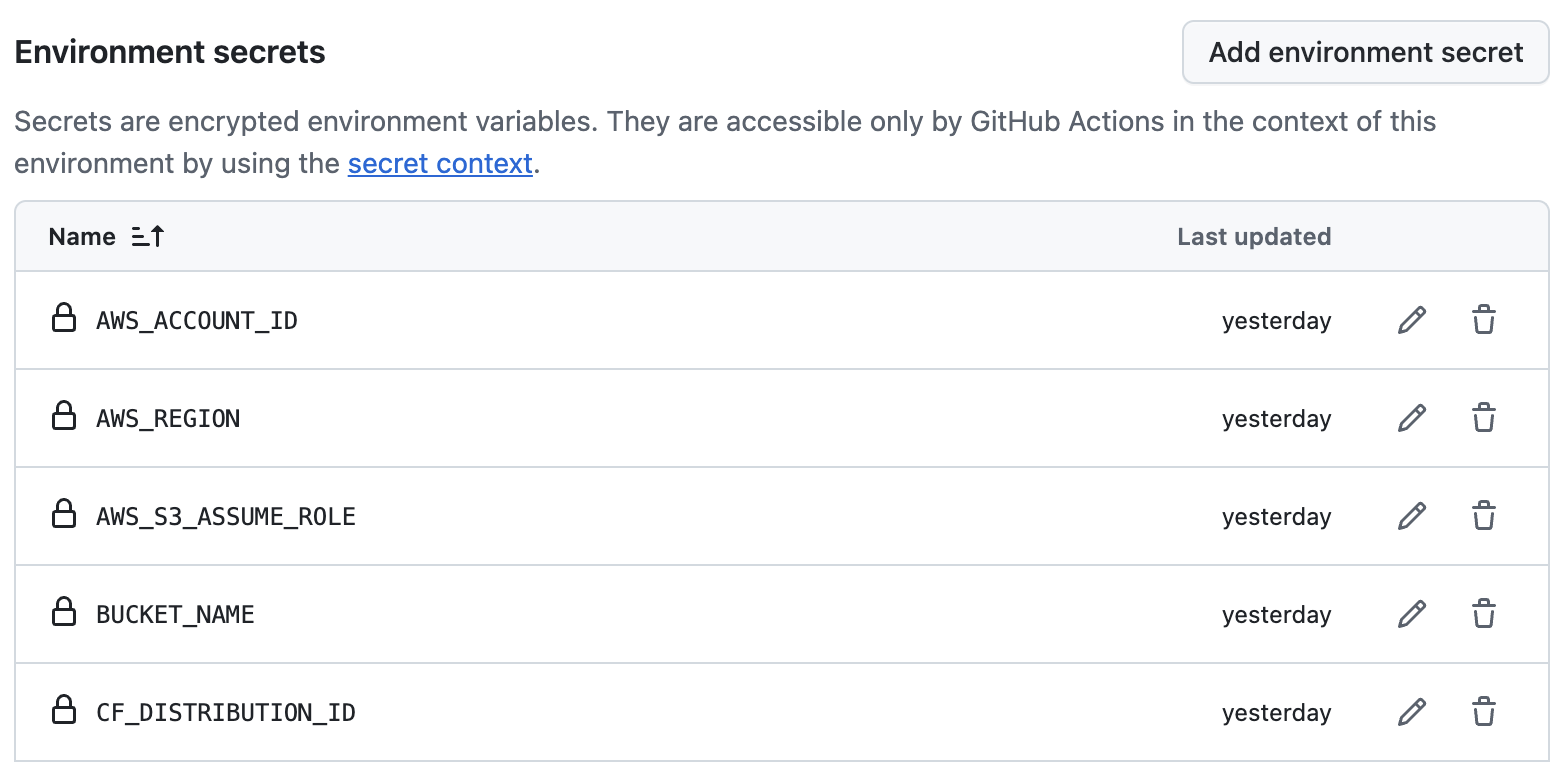 Environment secrets
Add environment secret
Secrets are encrypted environment variables. They are accessible only by GitHub Actions in the context of this
environment by using the secret context.
Name Last updated
AWS_ACCOUNT_ID yesterday
AWS_REGION yesterday
AWS_S3_ASSUME_ROLE yesterday
BUCKET_NAME yesterday
CF_DISTRIBUTION_ID yesterday